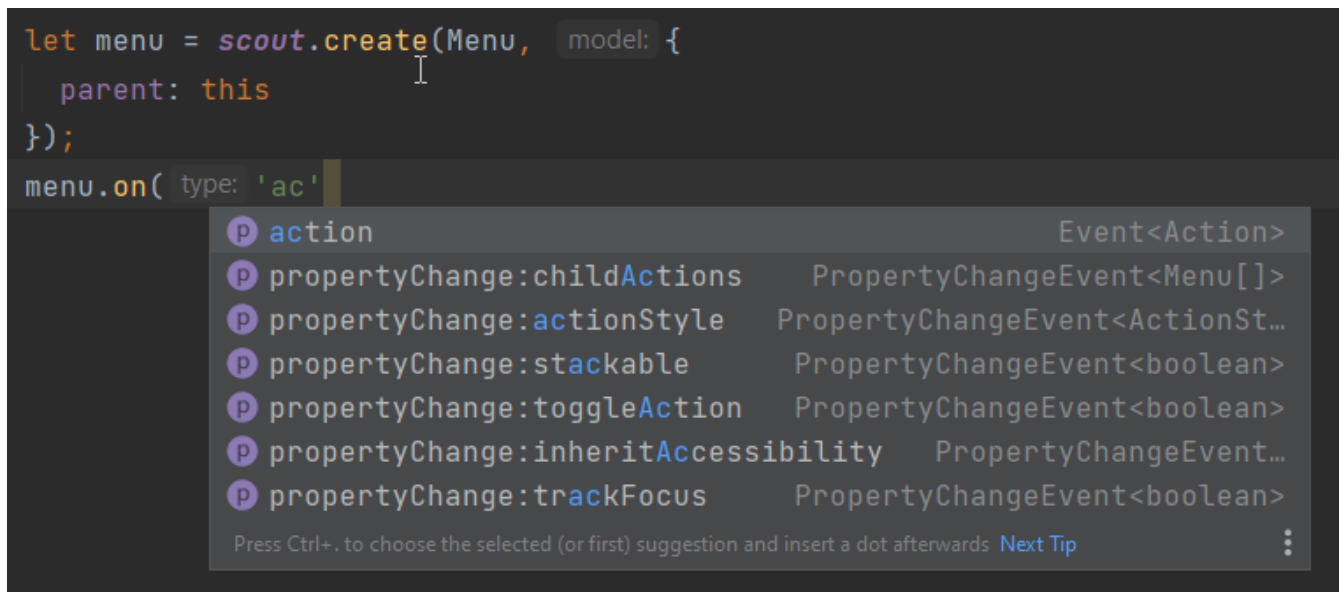 let menu = scout.create(Menu, model: {
parent: this
});
menu.on( type: 'ac'
p action Event<Action>
p propertyChange:childActions PropertyChangeEvent<Menu[]>
p propertyChange:actionStyle PropertyChangeEvent<ActionSt…
p propertyChange:stackable PropertyChangeEvent<boolean>
p propertyChange:toggleAction PropertyChangeEvent<boolean>
p propertyChange:inheritAccessibility PropertyChangeEvent…
p propertyChange:trackFocus PropertyChangeEvent<boolean>
Press Ctrl+. to choose the selected (or first) suggestion and insert a dot afterwards Next Tip